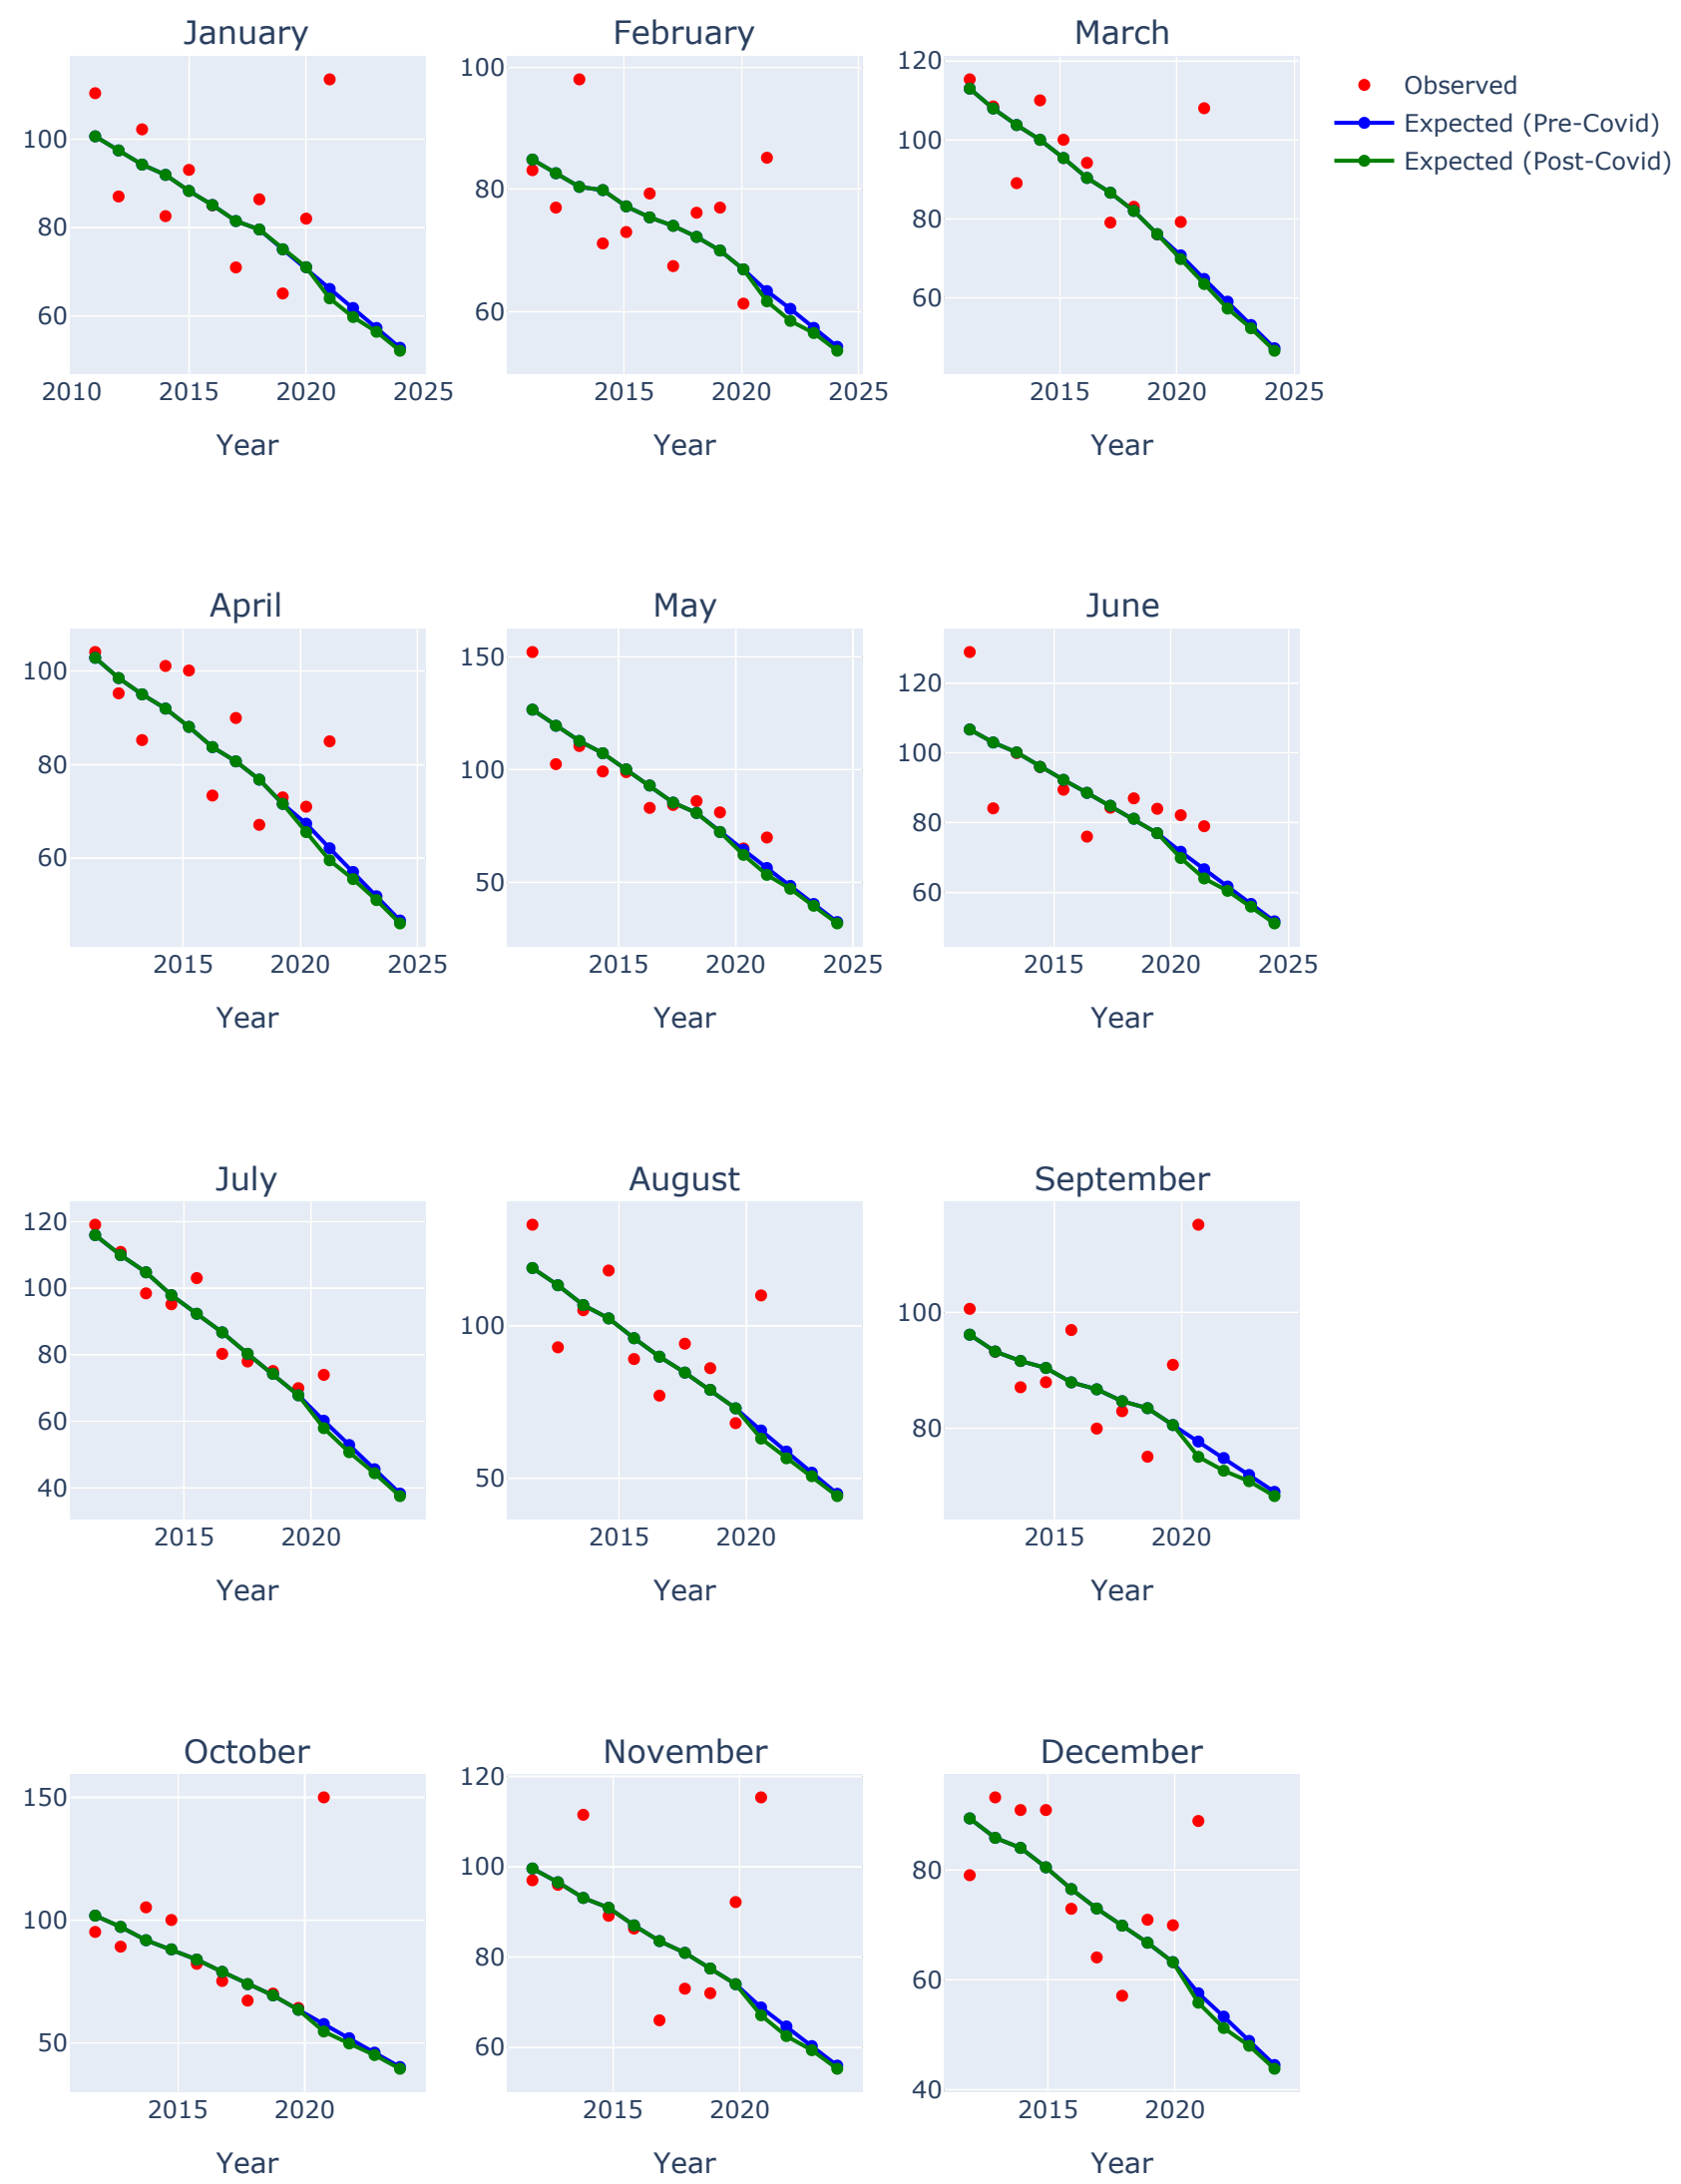 January
February
March
100
80
60
2010
2015
2020
2025
Year
100
80
60
2015
2020
2025
Year
120
100
80
60
2015
2020
2025
Year
Observed
Expected (Pre-Covid)
Expected (Post-Covid)
April
May
June
100
80
60
2015
2020
2025
Year
150
100
50
2015
2020
2025
Year
120
100
80
60
2015
2020
2025
Year
July
August
September
120
100
80
60
40
2015
2020
Year
100
50
2015
2020
Year
100
80
2015
2020
Year
October
November
December
150
100
50
2015
2020
Year
120
100
80
60
2015
2020
Year
80
60
40
2015
2020
Year